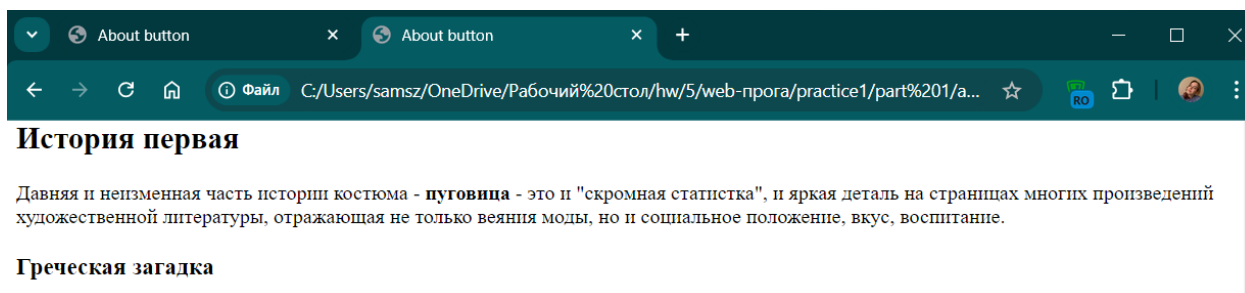 About button
About button
Файл C:/Users/samsz/OneDrive/Рабочий%20стол/hw/5/web-прога/practice1/part%201/a...
RO
История первая
Давняя и неизменная часть истории костюма - пуговица - это и "скромная статистка", и яркая деталь на страницах многих произведений
художественной литературы, отражающая не только веяния моды, но и социальное положение, вкус, воспитание.
Греческая загадка